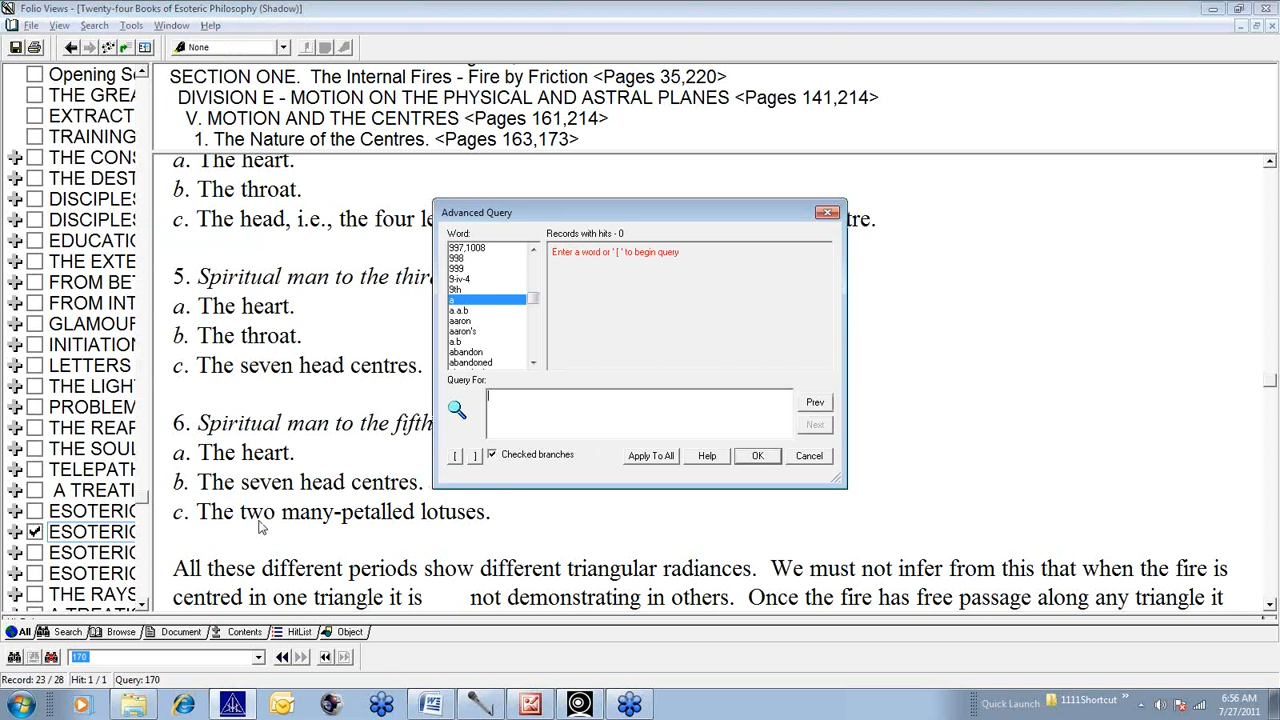 Folio Views - [Twenty-four Books of Esoteric Philosophy (Shadow)]
File View Search Tools Window Help
None
Opening Se
THE GREA
EXTRACT
TRAINING
THE CONS
THE DEST
DISCIPLES
DISCIPLES
EDUCATIO
THE EXTE
FROM BET
FROM INT
GLAMOUR
INITIATION
LETTERS
THE LIGHT
PROBLEM
THE REAP
THE SOUL
TELEPATH
A TREATI
ESOTERIC
ESOTERIC
ESOTERIC
ESOTERIC
THE RAYS
SECTION ONE. The Internal Fires - Fire by Friction <Pages 35,220>
DIVISION E - MOTION ON THE PHYSICAL AND ASTRAL PLANES <Pages 141,214>
V. MOTION AND THE CENTRES <Pages 161,214>
1. The Nature of the Centres. <Pages 163,173>
a. The heart.
b. The throat.
c. The head, i.e., the four le
tre.
5. Spiritual man to the third
a. The heart.
b. The throat.
c. The seven head centres.
6. Spiritual man to the fifth
a. The heart.
b. The seven head centres.
c. The two many-petalled lotuses.
All these different periods show different triangular radiances. We must not infer from this that when the fire is
centred in one triangle it is not demonstrating in others. Once the fire has free passage along any triangle it
Advanced Query
Word:
Records with hits - 0
997,1008
998
999
9-iv-4
9th
a
a.a.b
aaron
aaron's
a.b
abandon
abandoned
Enter a word or ' [ ' to begin query
Query For:
Prev
Next
[ ] Checked branches Apply To All Help OK Cancel
All Search Browse Document Contents HitList Object
170
Record: 23 / 28 Hit: 1 / 1 Query: 170
Quick Launch 1111Shortcut
6:56 AM
7/27/2011